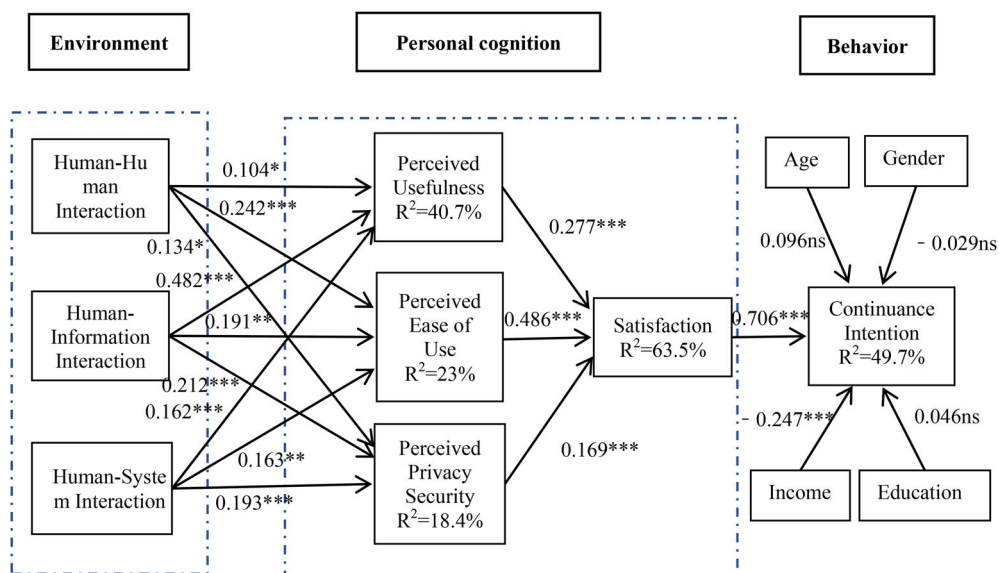 Environment
Personal cognition
Behavior
Human-Hu
man
Interaction
Human-
Information
Interaction
Human-Syste
m Interaction
0.104*
0.242***
0.134*
0.482***
0.191**
0.212***
0.162***
0.163**
0.193***
Perceived
Usefulness
R²=40.7%
Perceived
Ease of
Use
R²=23%
Perceived
Privacy
Security
R²=18.4%
0.277***
0.486***
0.169***
Satisfaction
R²=63.5%
0.706***
Age
Gender
0.096ns
- 0.029ns
Continuance
Intention
R²=49.7%
- 0.247***
0.046ns
Income
Education